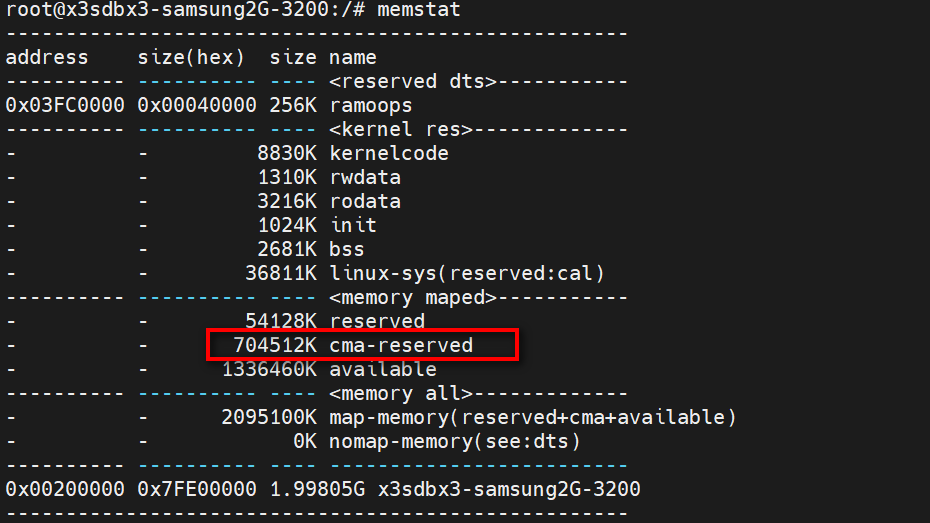 root@x3sdbx3-samsung2G-3200:/# memstat
----------------------------------------------------
address    size(hex)  size name
---------- ---------- ---- <reserved dts>-----------
0x03FC0000 0x00040000 256K ramoops
---------- ---------- ---- <kernel res>-------------
-          -         8830K kernelcode
-          -         1310K rwdata
-          -         3216K rodata
-          -         1024K init
-          -         2681K bss
-          -        36811K linux-sys(reserved:cal)
---------- ---------- ---- <memory maped>-----------
-          -        54128K reserved
-          -       704512K cma-reserved
-          -      1336460K available
---------- ---------- ---- <memory all>-------------
-          -      2095100K map-memory(reserved+cma+available)
-          -            0K nomap-memory(see:dts)
---------- ---------- ---- -------------------------
0x00200000 0x7FE00000 1.99805G x3sdbx3-samsung2G-3200
----------------------------------------------------